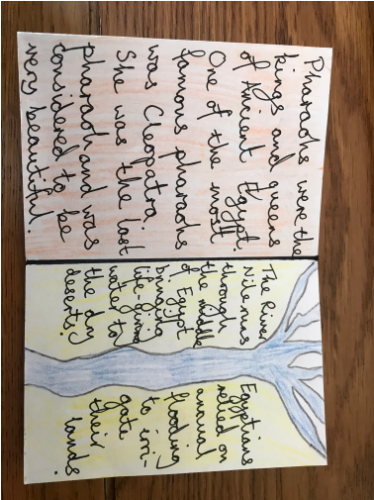 Pharaohs were the
kings and queens
of Ancient Egypt.
One of the most
famous pharaohs
was Cleopatra.
She was the last
pharaoh and was
considered to be
very beautiful.
The River
Nile runs
through
the middle
of Egypt
bringing
life-giving
water to
the dry
deserts.
Egyptians
relied on
annual
flooding
to irri-
gate
their
lands.